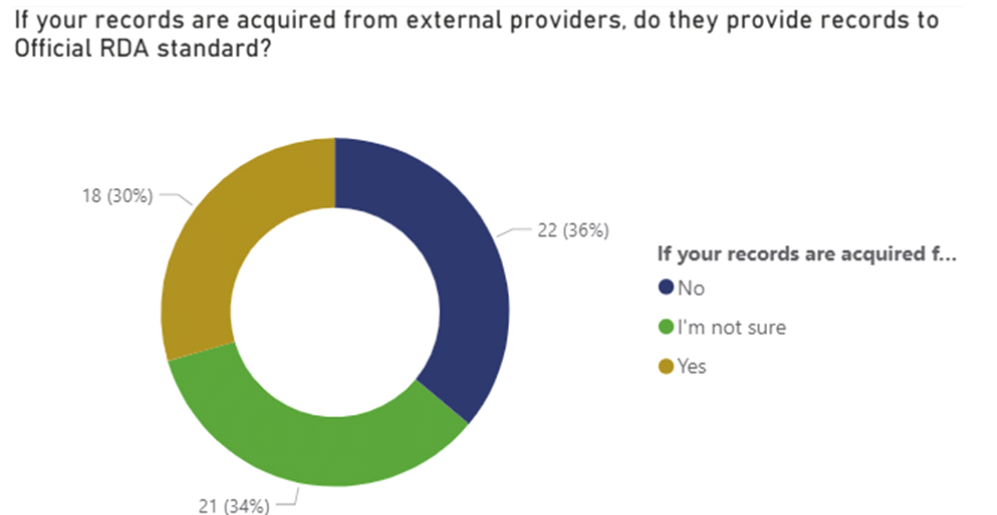 If your records are acquired from external providers, do they provide records to
Official RDA standard?
18 (30%)
22 (36%)
If your records are acquired f...
No
I'm not sure
Yes
21 (34%)